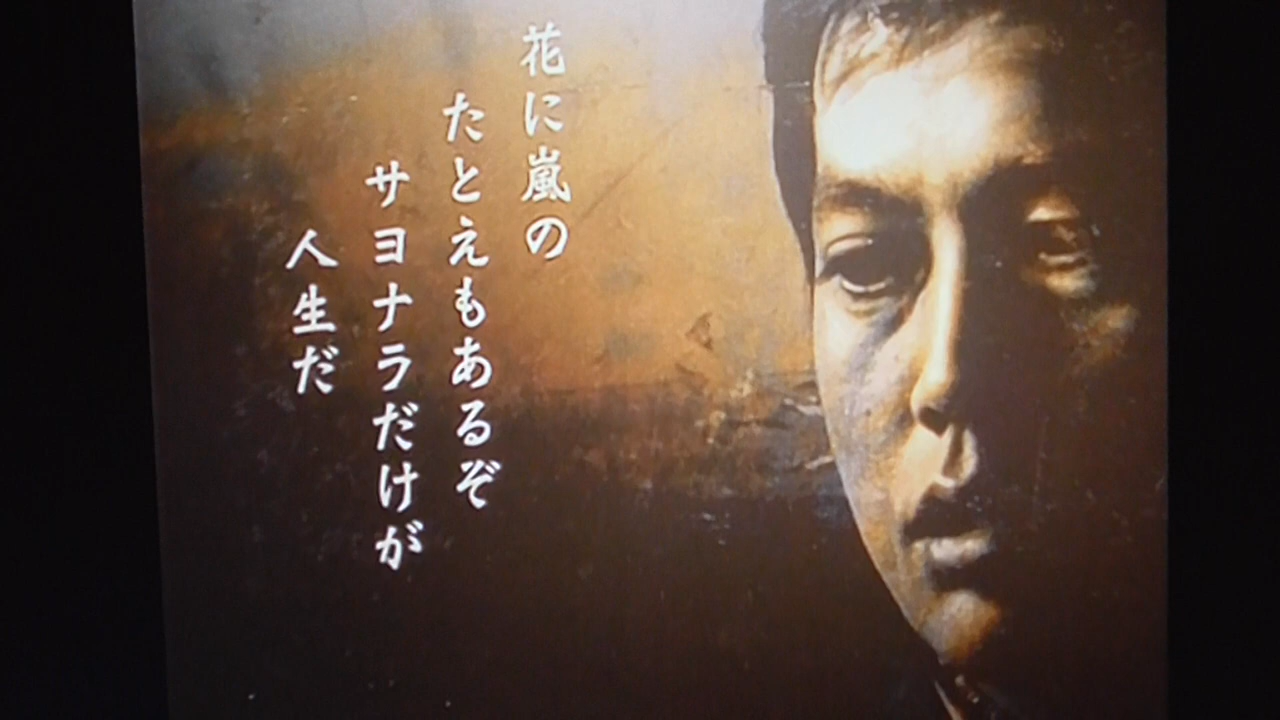 花に嵐の
たとえもあるぞ
サヨナラだけが
人生だ